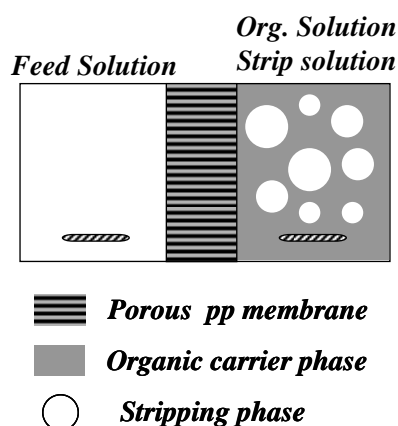 Org. Solution
Feed Solution Strip solution
Porous pp membrane
Organic carrier phase
Stripping phase